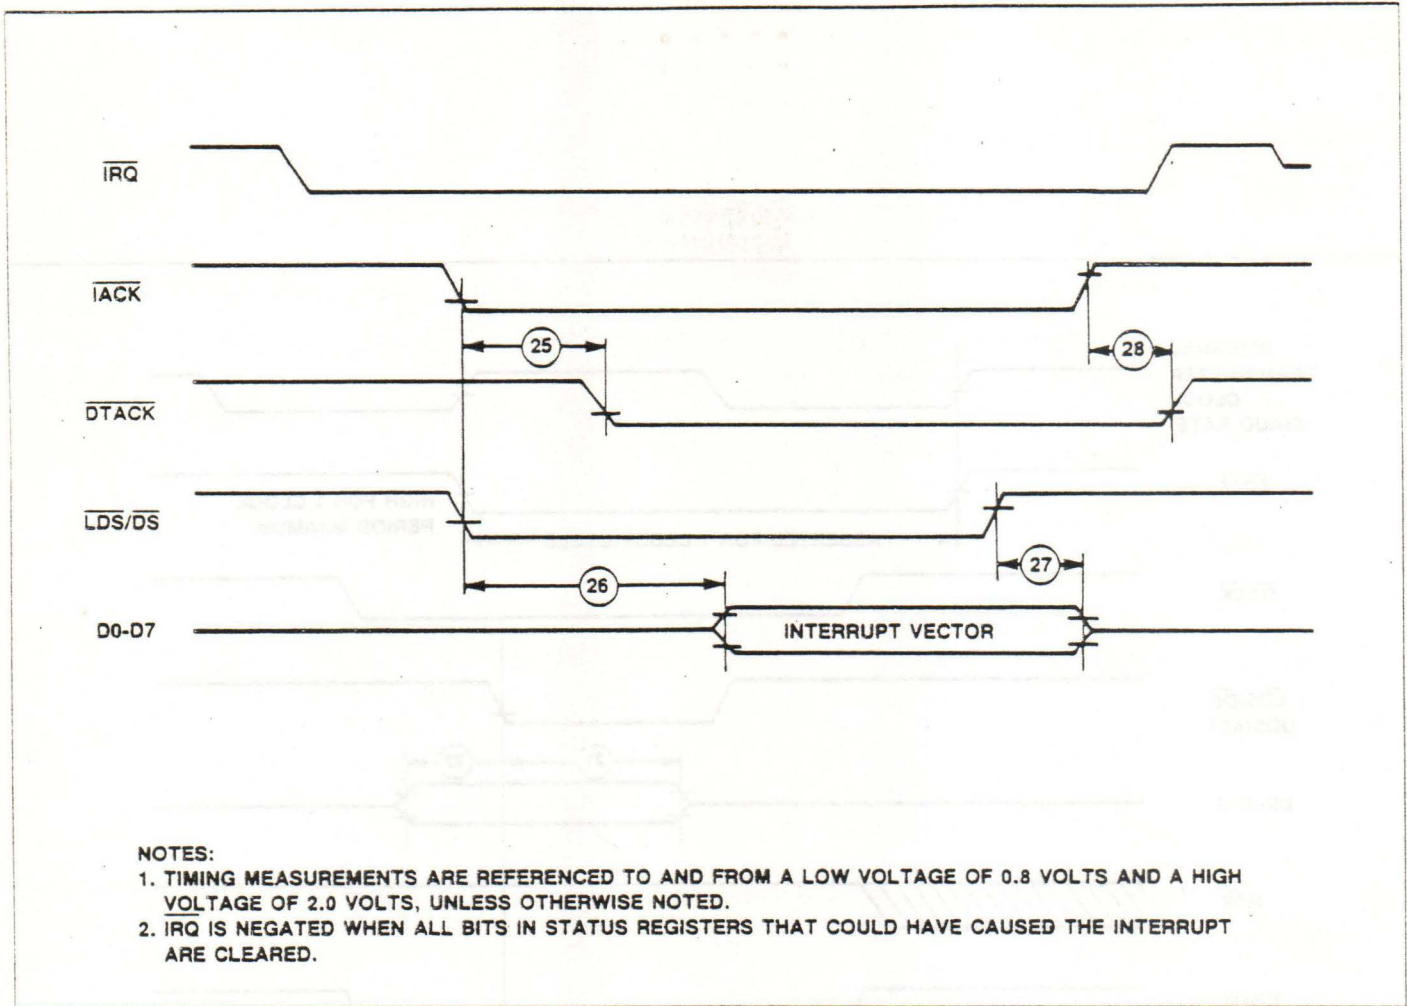 IRQ
IACK
25
28
DTACK
LDS/DS
27
26
D0-D7
INTERRUPT VECTOR
NOTES:
1. TIMING MEASUREMENTS ARE REFERENCED TO AND FROM A LOW VOLTAGE OF 0.8 VOLTS AND A HIGH
VOLTAGE OF 2.0 VOLTS, UNLESS OTHERWISE NOTED.
2. IRQ IS NEGATED WHEN ALL BITS IN STATUS REGISTERS THAT COULD HAVE CAUSED THE INTERRUPT
ARE CLEARED.